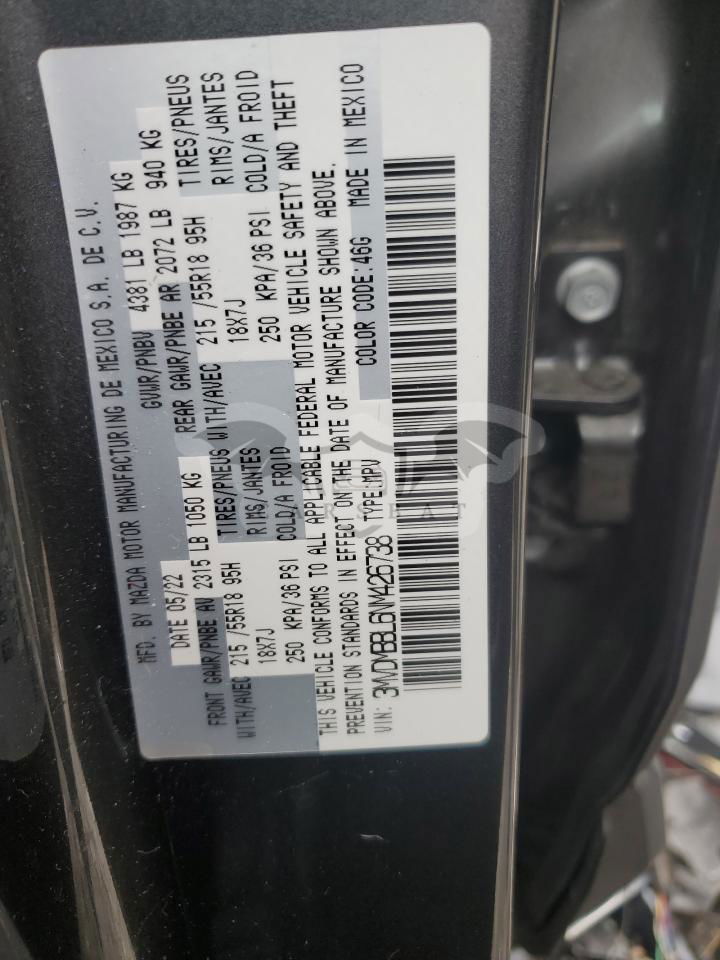 MFD. BY MAZDA MOTOR MANUFACTURING DE MEXICO S.A. DE C.V.
DATE 05/22 GVWR/PNBV 4381 LB 1987 KG
FRONT GAWR/PNBE AV 2315 LB 1050 KG REAR GAWR/PNBE AR 2072 LB 940 KG
WITH/AVEC 215 /55R18 95H TIRES/PNEUS WITH/AVEC 215 /55R18 95H TIRES/PNEUS
18X7J RIMS/JANTES 18X7J RIMS/JANTES
250 KPA/36 PSI COLD/A FROID 250 KPA/36 PSI COLD/A FROID
THIS VEHICLE CONFORMS TO ALL APPLICABLE FEDERAL MOTOR VEHICLE SAFETY AND THEFT
PREVENTION STANDARDS IN EFFECT ON THE DATE OF MANUFACTURE SHOWN ABOVE.
VIN: 3MVDMBBL6NM426738 TYPE:MPV COLOR CODE:46G MADE IN MEXICO